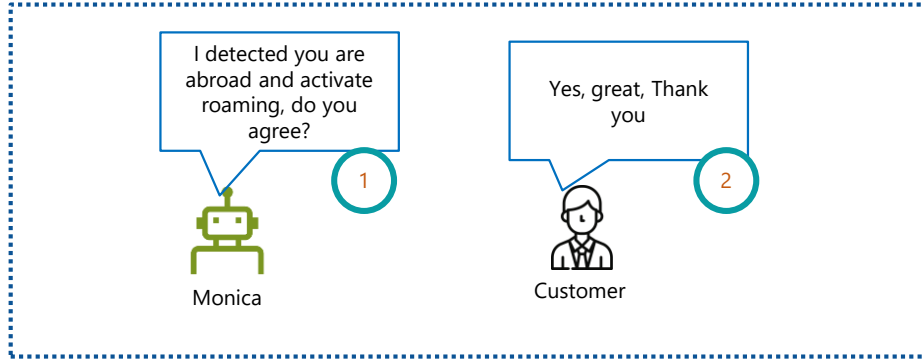 I detected you are
abroad and activate
roaming, do you
agree?
1
Monica
Yes, great, Thank
you
2
Customer